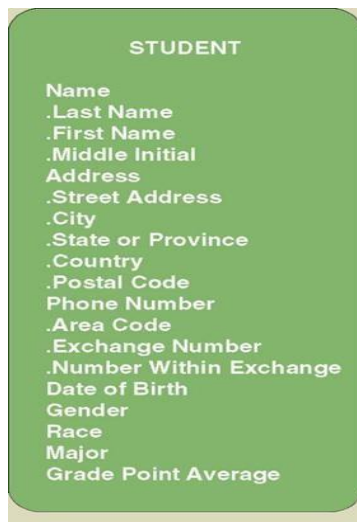 STUDENT
Name
.Last Name
.First Name
.Middle Initial
Address
.Street Address
.City
.State or Province
.Country
.Postal Code
Phone Number
.Area Code
.Exchange Number
.Number Within Exchange
Date of Birth
Gender
Race
Major
Grade Point Average